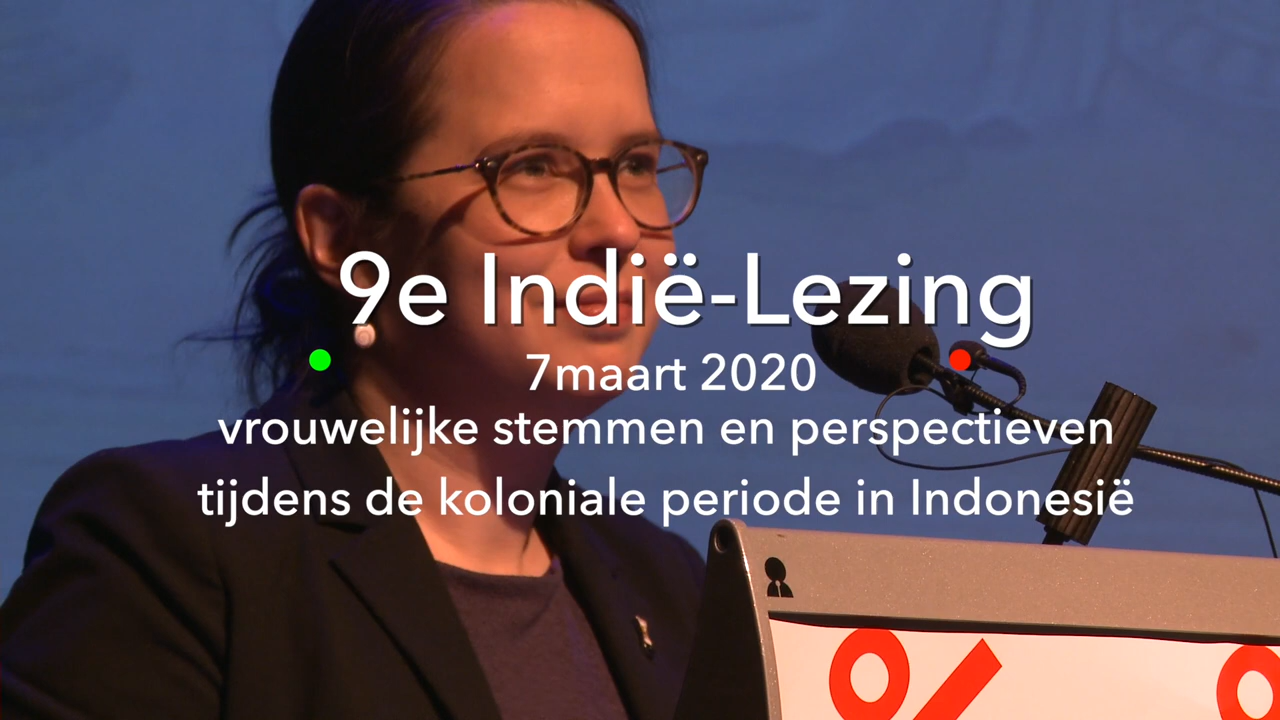 9e Indië-Lezing
7maart 2020
vrouwelijke stemmen en perspectieven
tijdens de koloniale periode in Indonesië